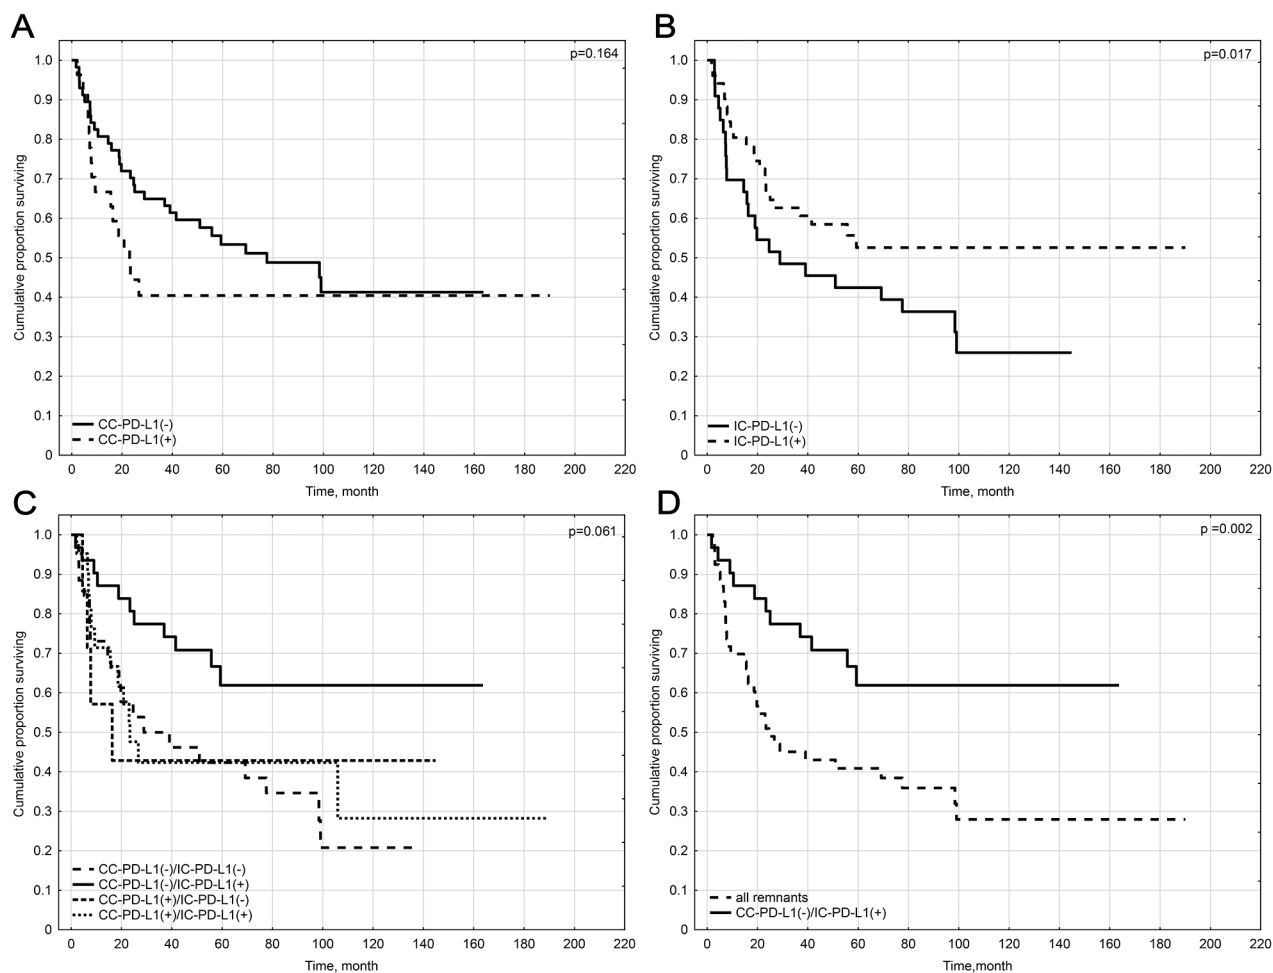 A
p=0.164
Cumulative proportion surviving
1.0
0.9
0.8
0.7
0.6
0.5
0.4
0.3
0.2
0.1
0
CC-PD-L1(-)
CC-PD-L1(+)
0 20 40 60 80 100 120 140 160 180 200 220
Time, month
B
p=0.017
Cumulative proportion surviving
1.0
0.9
0.8
0.7
0.6
0.5
0.4
0.3
0.2
0.1
0
IC-PD-L1(-)
IC-PD-L1(+)
0 20 40 60 80 100 120 140 160 180 200 220
Time, month
C
p=0.061
Cumulative proportion surviving
1.0
0.9
0.8
0.7
0.6
0.5
0.4
0.3
0.2
0.1
0
CC-PD-L1(-)/IC-PD-L1(-)
CC-PD-L1(-)/IC-PD-L1(+)
CC-PD-L1(+)/IC-PD-L1(-)
CC-PD-L1(+)/IC-PD-L1(+)
0 20 40 60 80 100 120 140 160 180 200 220
Time, month
D
p =0.002
Cumulative proportion surviving
1.0
0.9
0.8
0.7
0.6
0.5
0.4
0.3
0.2
0.1
0
all remnants
CC-PD-L1(-)/IC-PD-L1(+)
0 20 40 60 80 100 120 140 160 180 200 220
Time,month